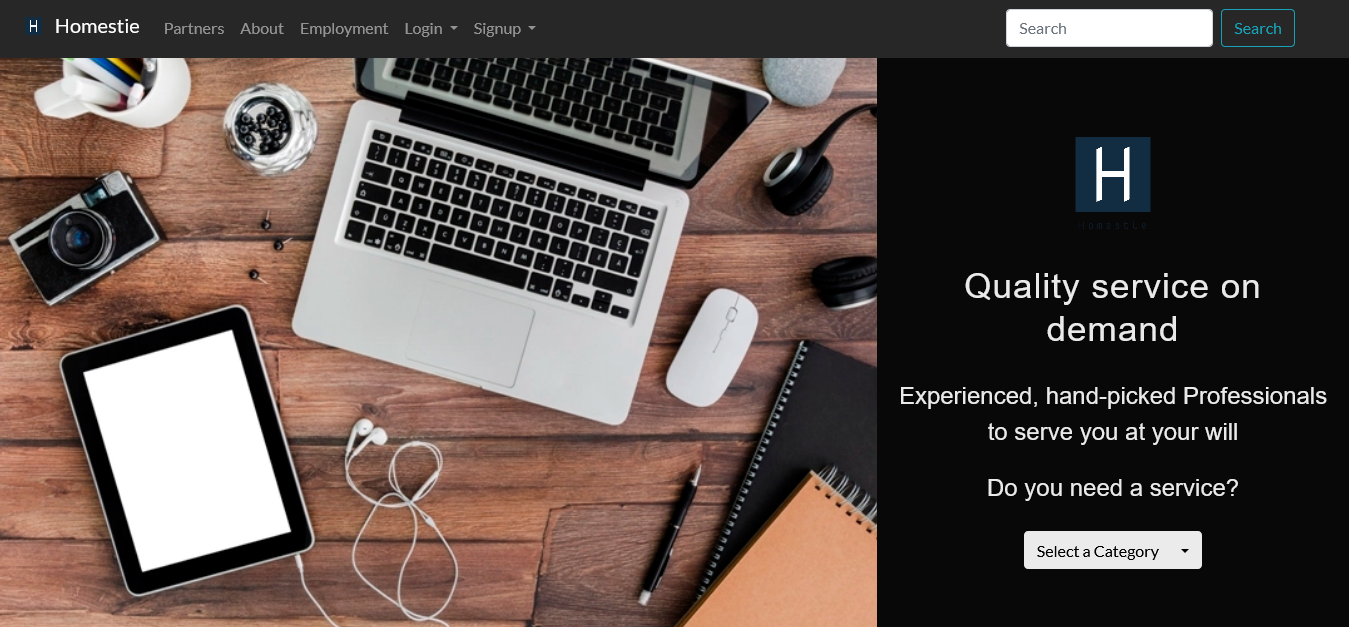 H Homestie Partners About Employment Login Signup Search Search
H
Homestie
Quality service on
demand
Experienced, hand-picked Professionals
to serve you at your will
Do you need a service?
Select a Category